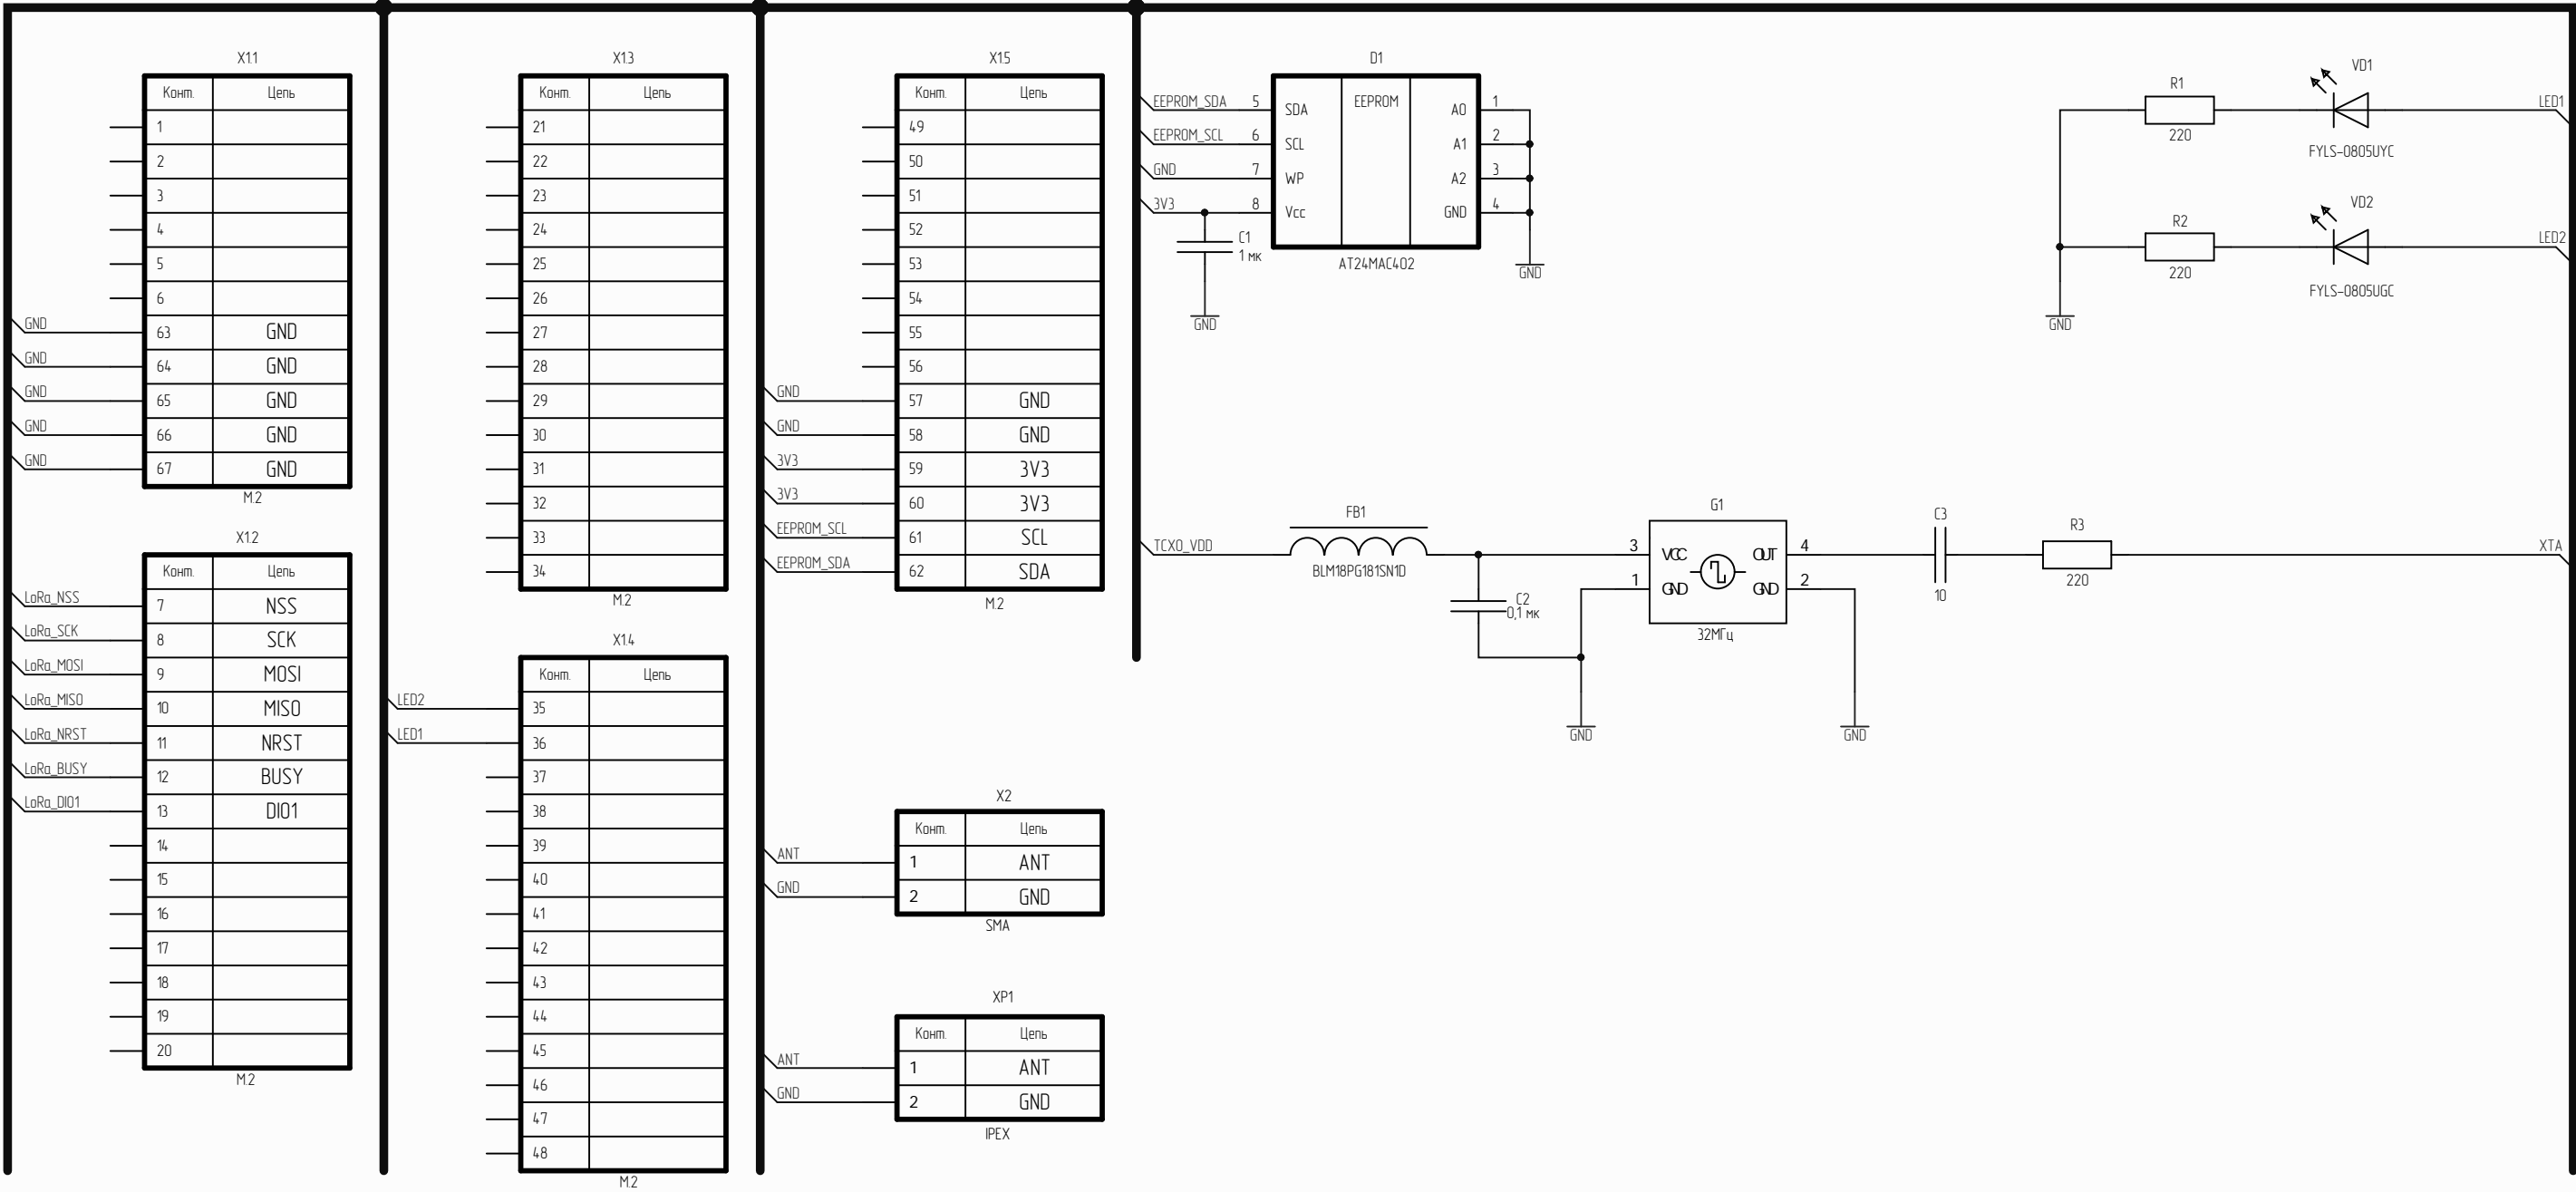 X1.1
Конт. Цепь
1
2
3
4
5
6
GND 63 GND
GND 64 GND
GND 65 GND
GND 66 GND
GND 67 GND
M.2
X1.2
Конт. Цепь
LoRa_NSS 7 NSS
LoRa_SCK 8 SCK
LoRa_MOSI 9 MOSI
LoRa_MISO 10 MISO
LoRa_NRST 11 NRST
LoRa_BUSY 12 BUSY
LoRa_DIO1 13 DIO1
14
15
16
17
18
19
20
M.2
X1.3
Конт. Цепь
21
22
23
24
25
26
27
28
29
30
31
32
33
34
M.2
X1.4
Конт. Цепь
LED2 35
LED1 36
37
38
39
40
41
42
43
44
45
46
47
48
M.2
X1.5
Конт. Цепь
49
50
51
52
53
54
55
56
GND 57 GND
GND 58 GND
3V3 59 3V3
3V3 60 3V3
EEPROM_SCL 61 SCL
EEPROM_SDA 62 SDA
M.2
X2
Конт. Цепь
ANT 1 ANT
GND 2 GND
SMA
XP1
Конт. Цепь
ANT 1 ANT
GND 2 GND
IPEX
D1
EEPROM_SDA 5 SDA EEPROM A0 1
EEPROM_SCL 6 SCL A1 2
GND 7 WP A2 3
3V3 8 Vcc GND 4
C1
1 мк
AT24MAC402
GND
GND
VD1
R1
LED1
220
FYLS-0805UYC
VD2
R2
LED2
220
FYLS-0805UGC
GND
FB1
TCXO_VDD
BLM18PG181SN1D
C2
0,1 мк
G1
3 VCC OUT 4
1 GND GND 2
32МГц
GND
GND
C3
10
R3
220
XTA